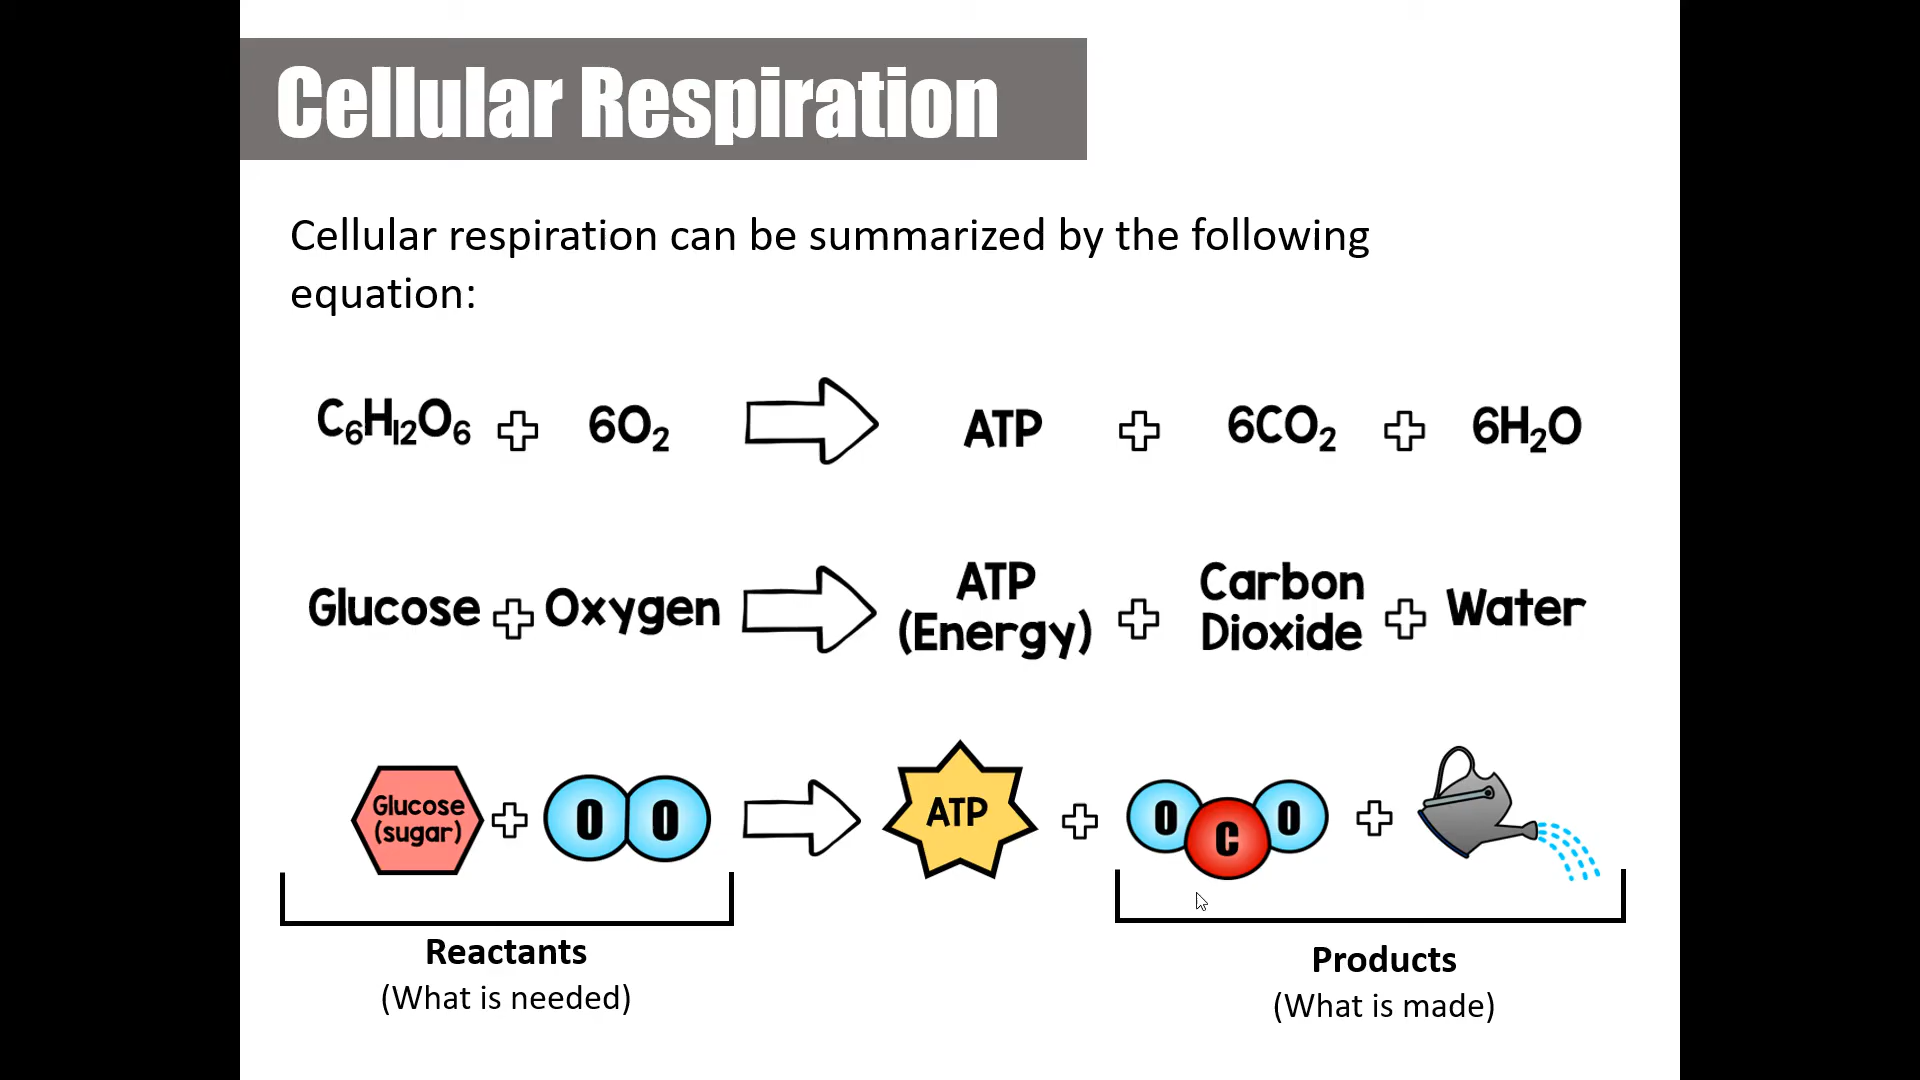 Cellular Respiration
Cellular respiration can be summarized by the following
equation:
C₆H₁₂O₆ + 6O₂ ATP + 6CO₂ + 6H₂O
Glucose + Oxygen ATP (Energy) + Carbon Dioxide + Water
Glucose (sugar) + O O ATP + O C O +
Reactants
(What is needed)
Products
(What is made)